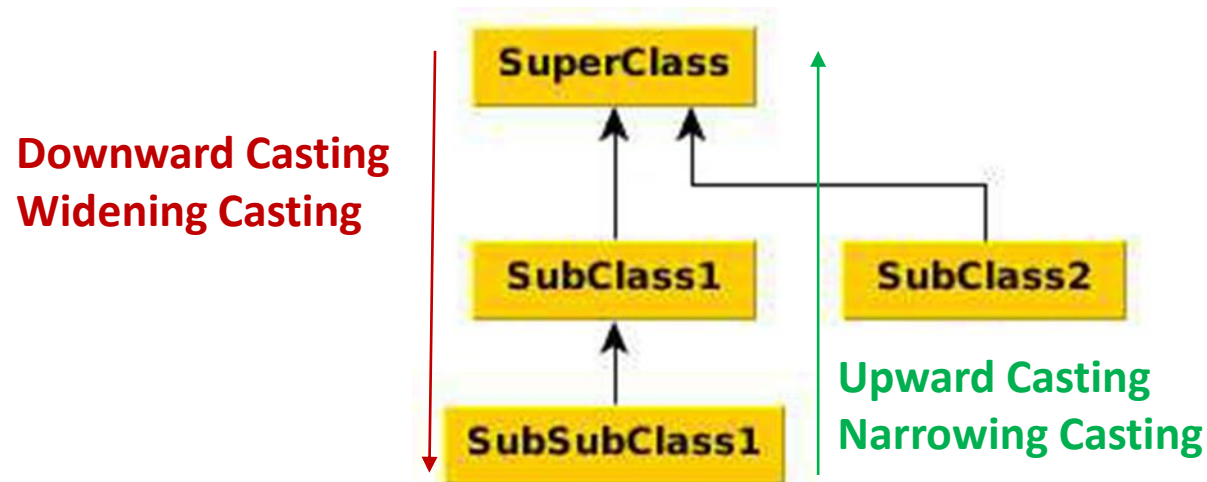 SuperClass
Downward Casting
Widening Casting
SubClass1
SubClass2
Upward Casting
Narrowing Casting
SubSubClass1